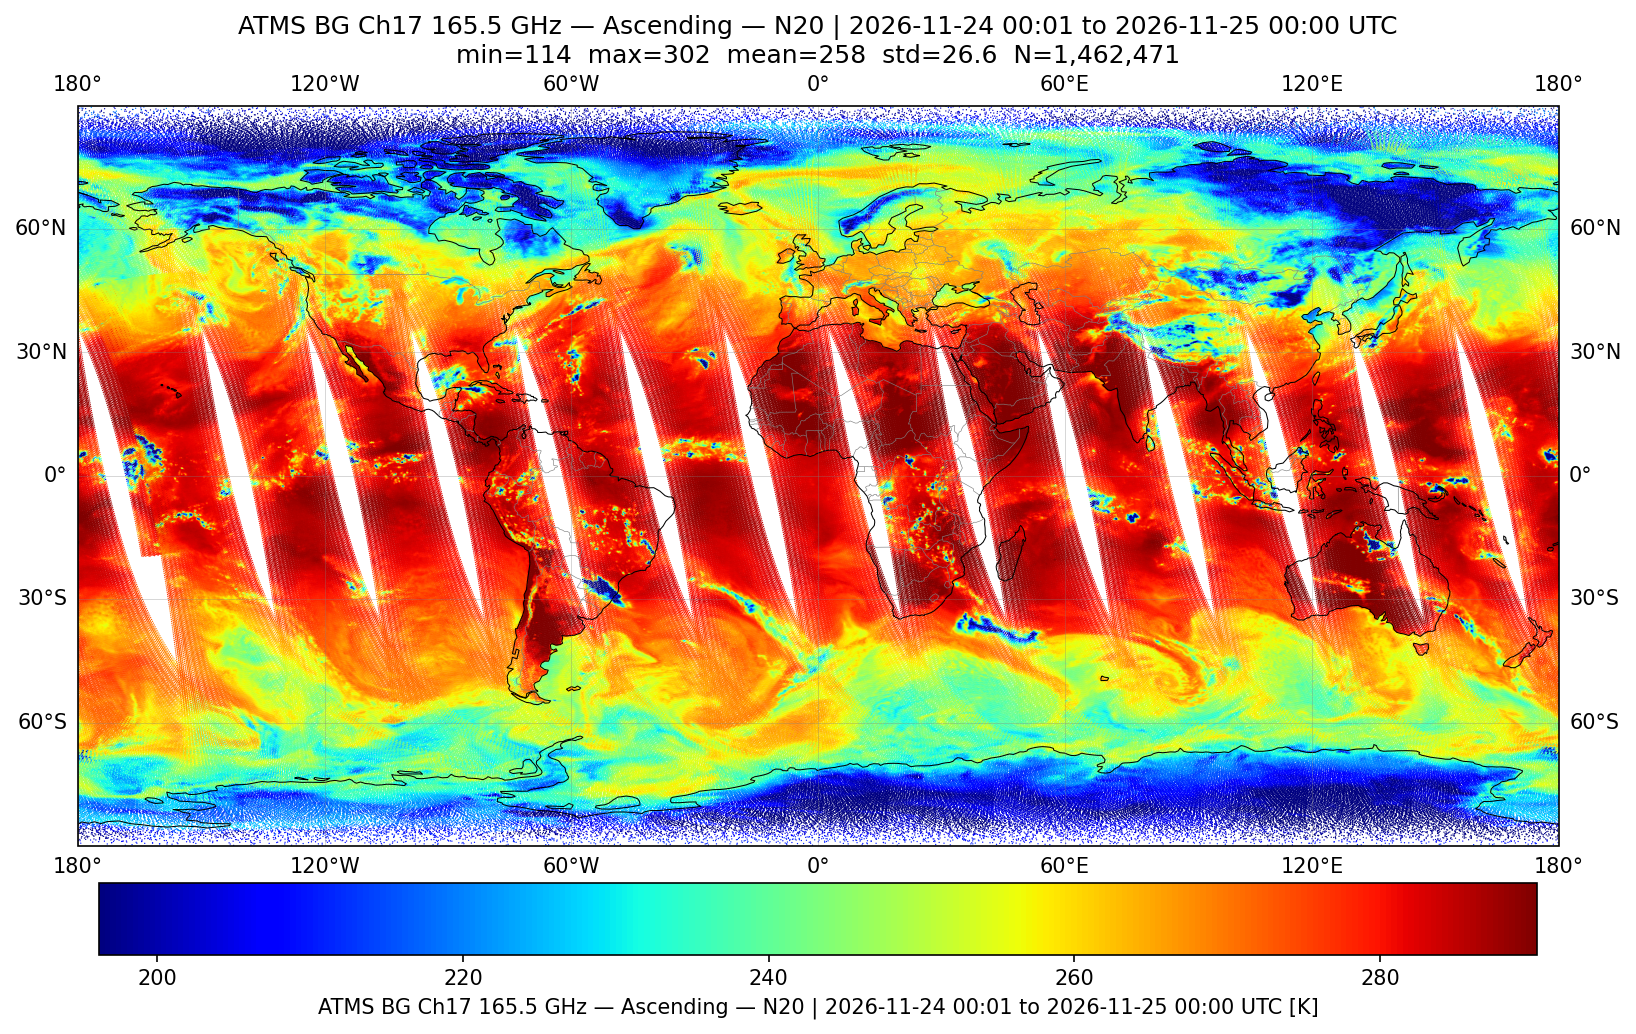 ATMS BG Ch17 165.5 GHz — Ascending — N20 | 2026-11-24 00:01 to 2026-11-25 00:00 UTC
min=114  max=302  mean=258  std=26.6  N=1,462,471
180° 120°W 60°W 0° 60°E 120°E 180°
60°N 60°N
30°N 30°N
0° 0°
30°S 30°S
60°S 60°S
180° 120°W 60°W 0° 60°E 120°E 180°
200 220 240 260 280
ATMS BG Ch17 165.5 GHz — Ascending — N20 | 2026-11-24 00:01 to 2026-11-25 00:00 UTC [K]